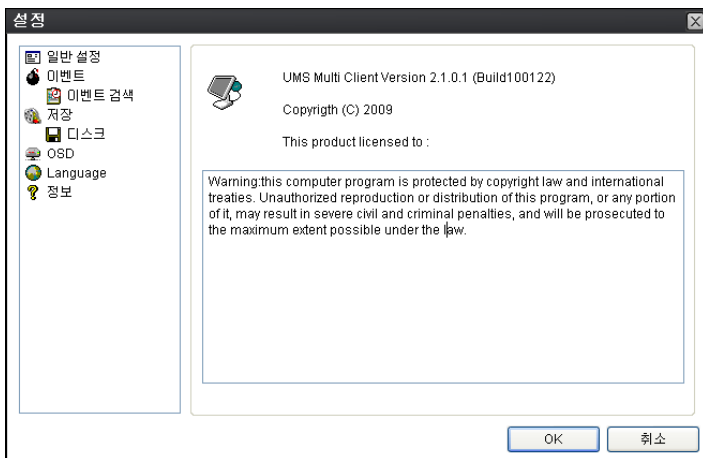 설정
일반 설정
이벤트
이벤트 검색
저장
디스크
OSD
Language
정보
UMS Multi Client Version 2.1.0.1 (Build100122)
Copyrigth (C) 2009
This product licensed to :
Warning:this computer program is protected by copyright law and international
treaties. Unauthorized reproduction or distribution of this program, or any portion
of it, may result in severe civil and criminal penalties, and will be prosecuted to
the maximum extent possible under the law.
OK
취소